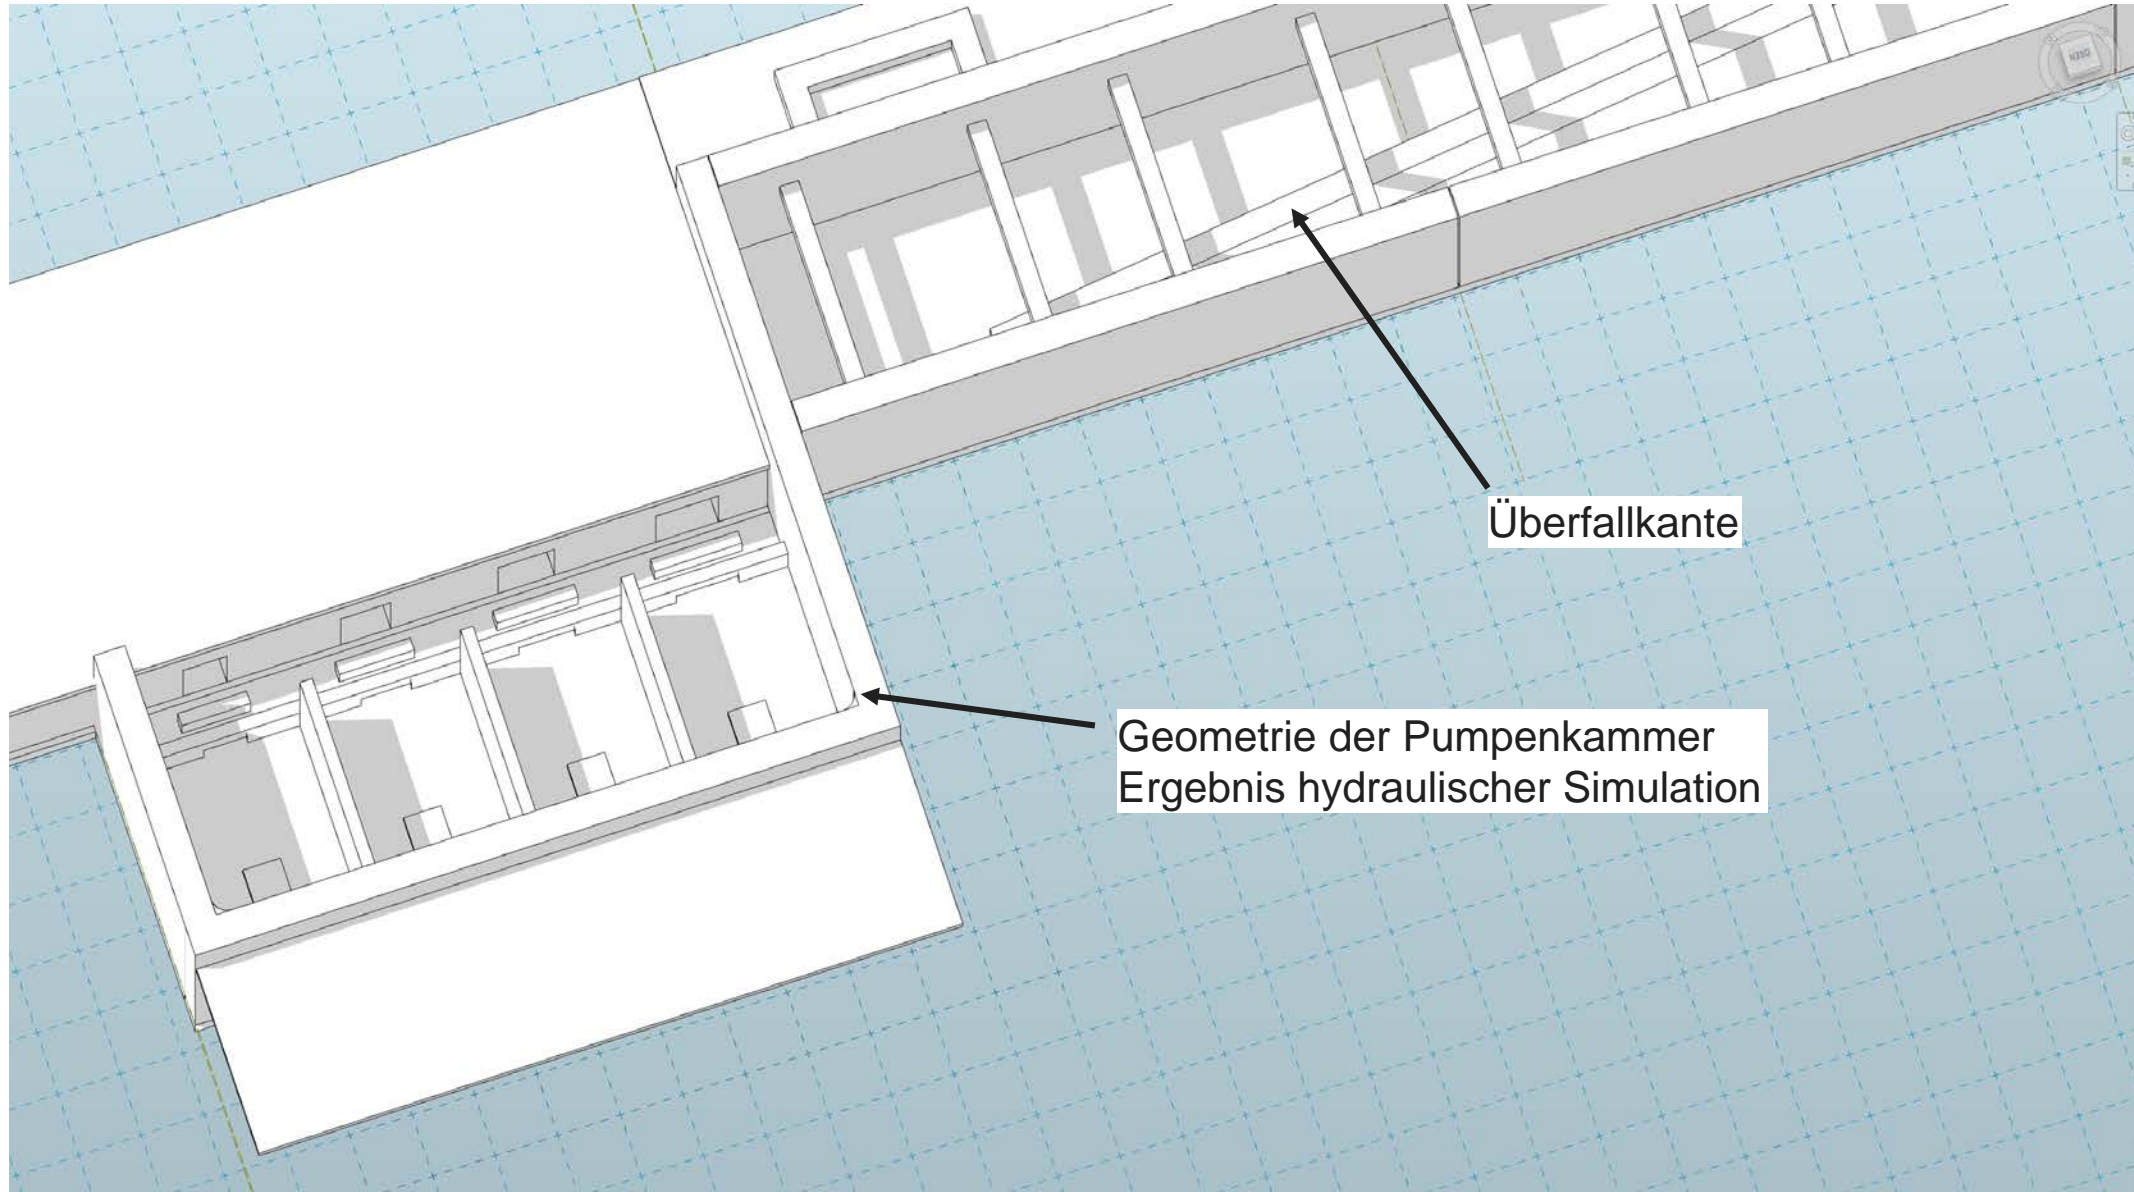 Überfallkante
Geometrie der Pumpenkammer
Ergebnis hydraulischer Simulation